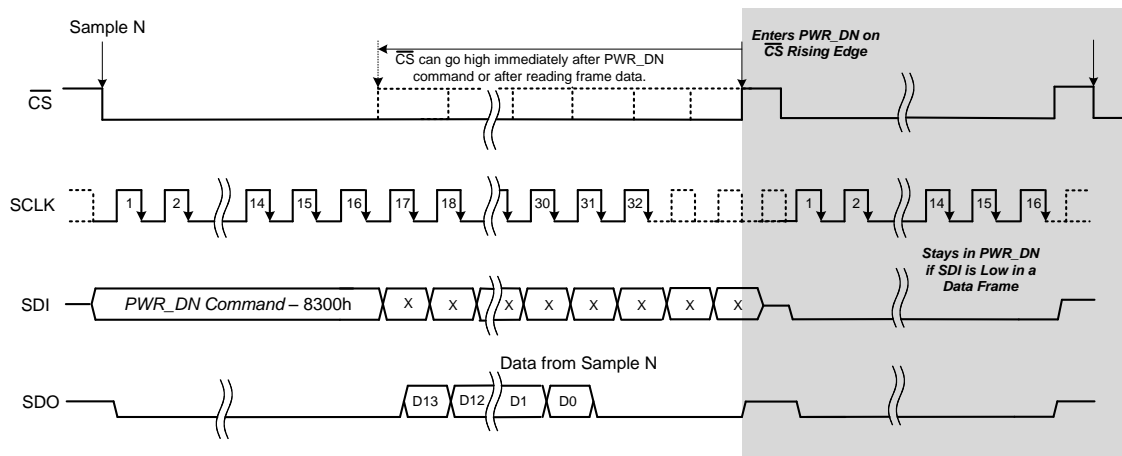 Sample N
CS can go high immediately after PWR_DN
command or after reading frame data.
Enters PWR_DN on
CS Rising Edge
CS
SCLK
1 2 14 15 16 17 18 30 31 32 1 2 14 15 16
Stays in PWR_DN
if SDI is Low in a
Data Frame
SDI
PWR_DN Command – 8300h
X X X X X X X X
Data from Sample N
SDO
D13 D12 D1 D0